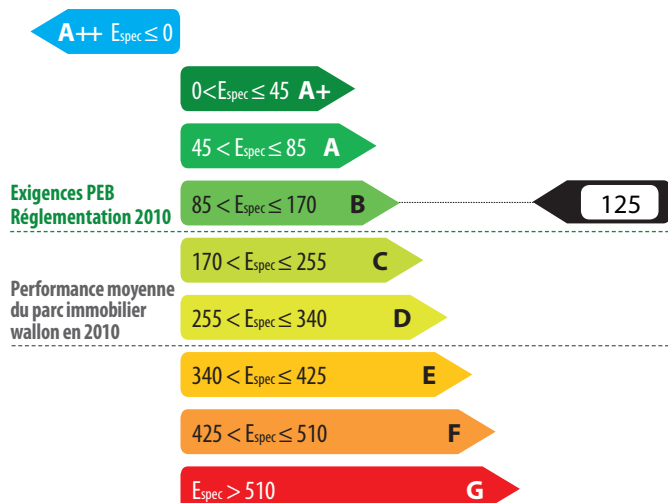 A++ Espec ≤ 0
0<Espec ≤ 45 A+
45 < Espec ≤ 85 A
Exigences PEB
Réglementation 2010
85 < Espec ≤ 170 B
125
170 < Espec ≤ 255 C
Performance moyenne
du parc immobilier
wallon en 2010
255 < Espec ≤ 340 D
340 < Espec ≤ 425 E
425 < Espec ≤ 510 F
Espec > 510 G